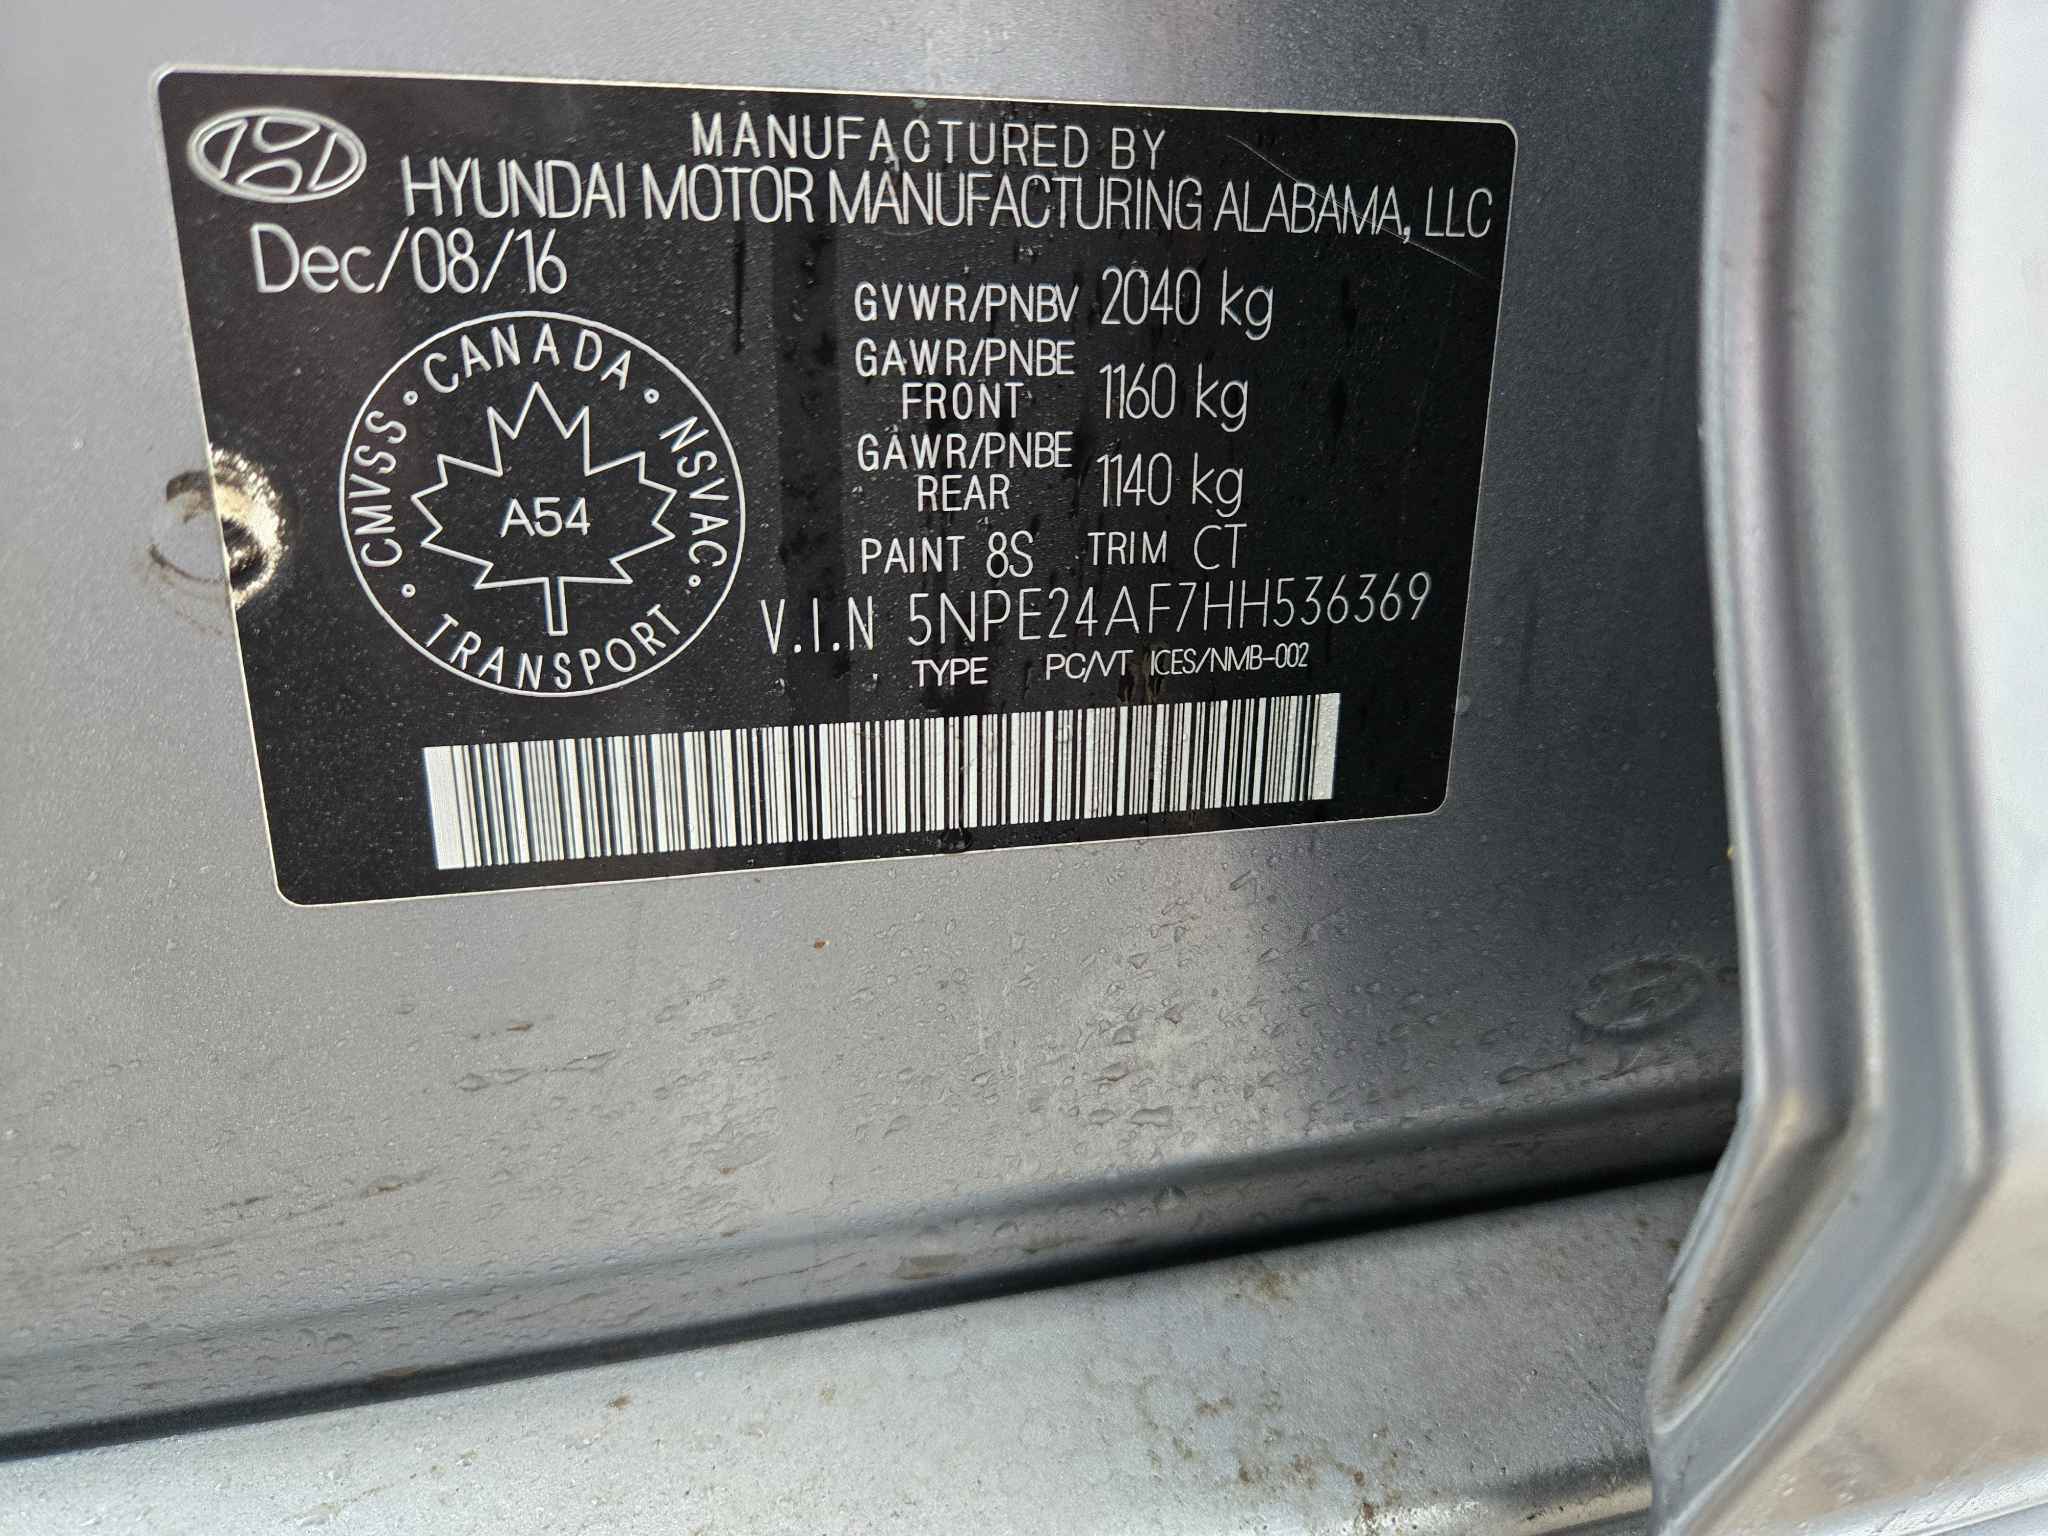 MANUFACTURED BY
HYUNDAI MOTOR MANUFACTURING ALABAMA, LLC
Dec/08/16
GVWR/PNBV 2040 kg
GAWR/PNBE
FRONT 1160 kg
GAWR/PNBE
REAR 1140 kg
PAINT 8S TRIM CT
V.I.N 5NPE24AF7HH536369
TYPE PC/VT ICES/NMB-002
CANADA
CMVSS
NSVAC
A54
TRANSPORT